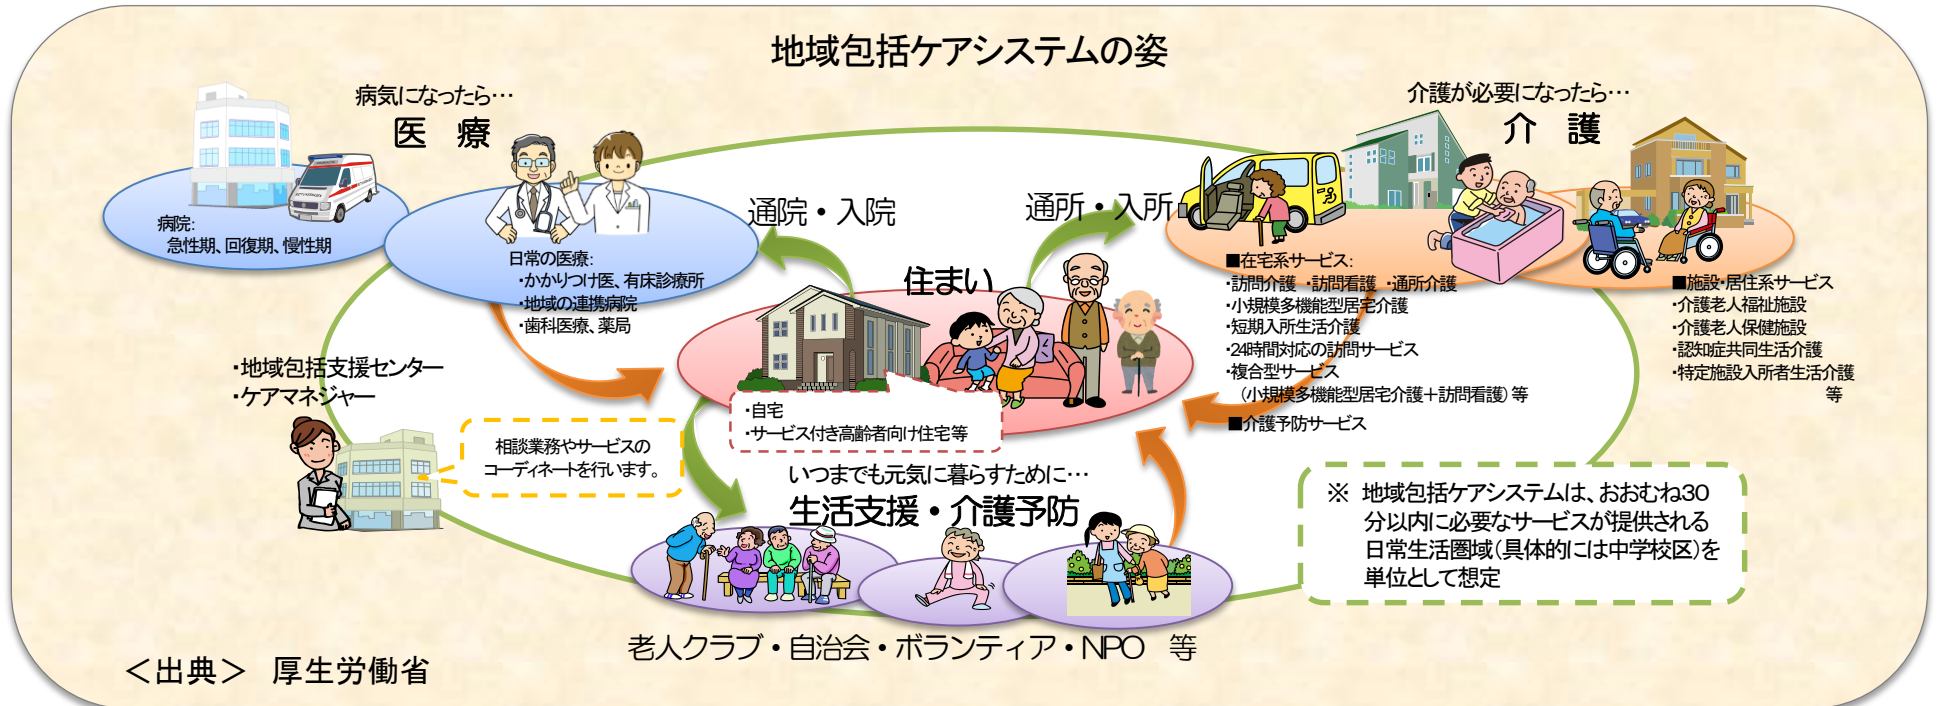 地域包括ケアシステムの姿
病気になったら…
医 療
病院:
急性期、回復期、慢性期
日常の医療:
・かかりつけ医、有床診療所
・地域の連携病院
・歯科医療、薬局
通院・入院
通所・入所
住まい
・自宅
・サービス付き高齢者向け住宅等
介護が必要になったら…
介 護
■在宅系サービス:
・訪問介護 ・訪問看護 ・通所介護
・小規模多機能型居宅介護
・短期入所生活介護
・24時間対応の訪問サービス
・複合型サービス
(小規模多機能型居宅介護+訪問看護)等
■介護予防サービス
■施設・居住系サービス
・介護老人福祉施設
・介護老人保健施設
・認知症共同生活介護
・特定施設入所者生活介護
等
・地域包括支援センター
・ケアマネジャー
相談業務やサービスの
コーディネートを行います。
いつまでも元気に暮らすために…
生活支援・介護予防
老人クラブ・自治会・ボランティア・NPO 等
※ 地域包括ケアシステムは、おおむね30
分以内に必要なサービスが提供される
日常生活圏域(具体的には中学校区)を
単位として想定
<出典> 厚生労働省